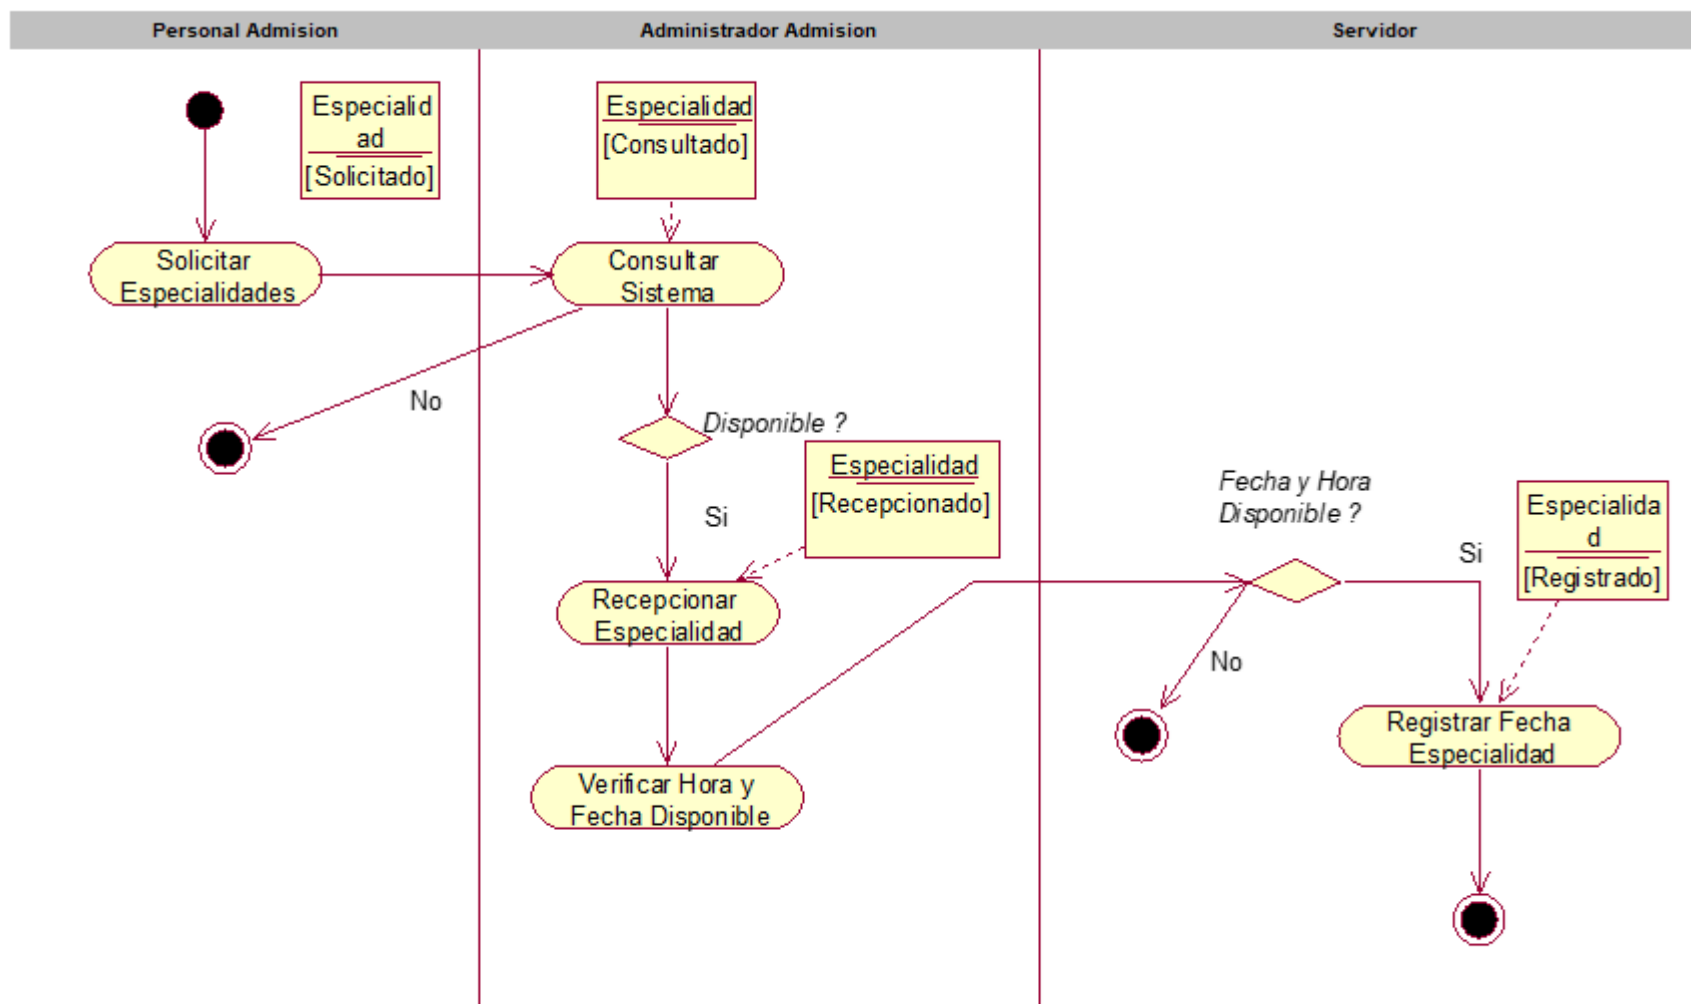 Personal Admision
Administrador Admision
Servidor
Especialid
ad
[Solicitado]
Especialidad
[Consultado]
Solicitar
Especialidades
Consultar
Sistema
No
Disponible ?
Especialidad
[Recepcionado]
Si
Fecha y Hora
Disponible ?
Especialida
d
[Registrado]
Si
Recepcionar
Especialidad
No
Registrar Fecha
Especialidad
Verificar Hora y
Fecha Disponible